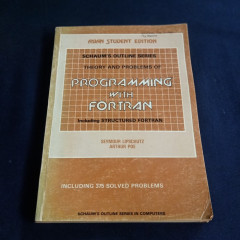 ASIAN STUDENT EDITION
SCHAUM'S OUTLINE SERIES
THEORY AND PROBLEMS OF
PROGRAMMING
WITH
FORTRAN
Including STRUCTURED FORTRAN
SEYMOUR LIPSCHUTZ
ARTHUR POE
INCLUDING 315 SOLVED PROBLEMS
SCHAUM'S OUTLINE SERIES IN COMPUTERS